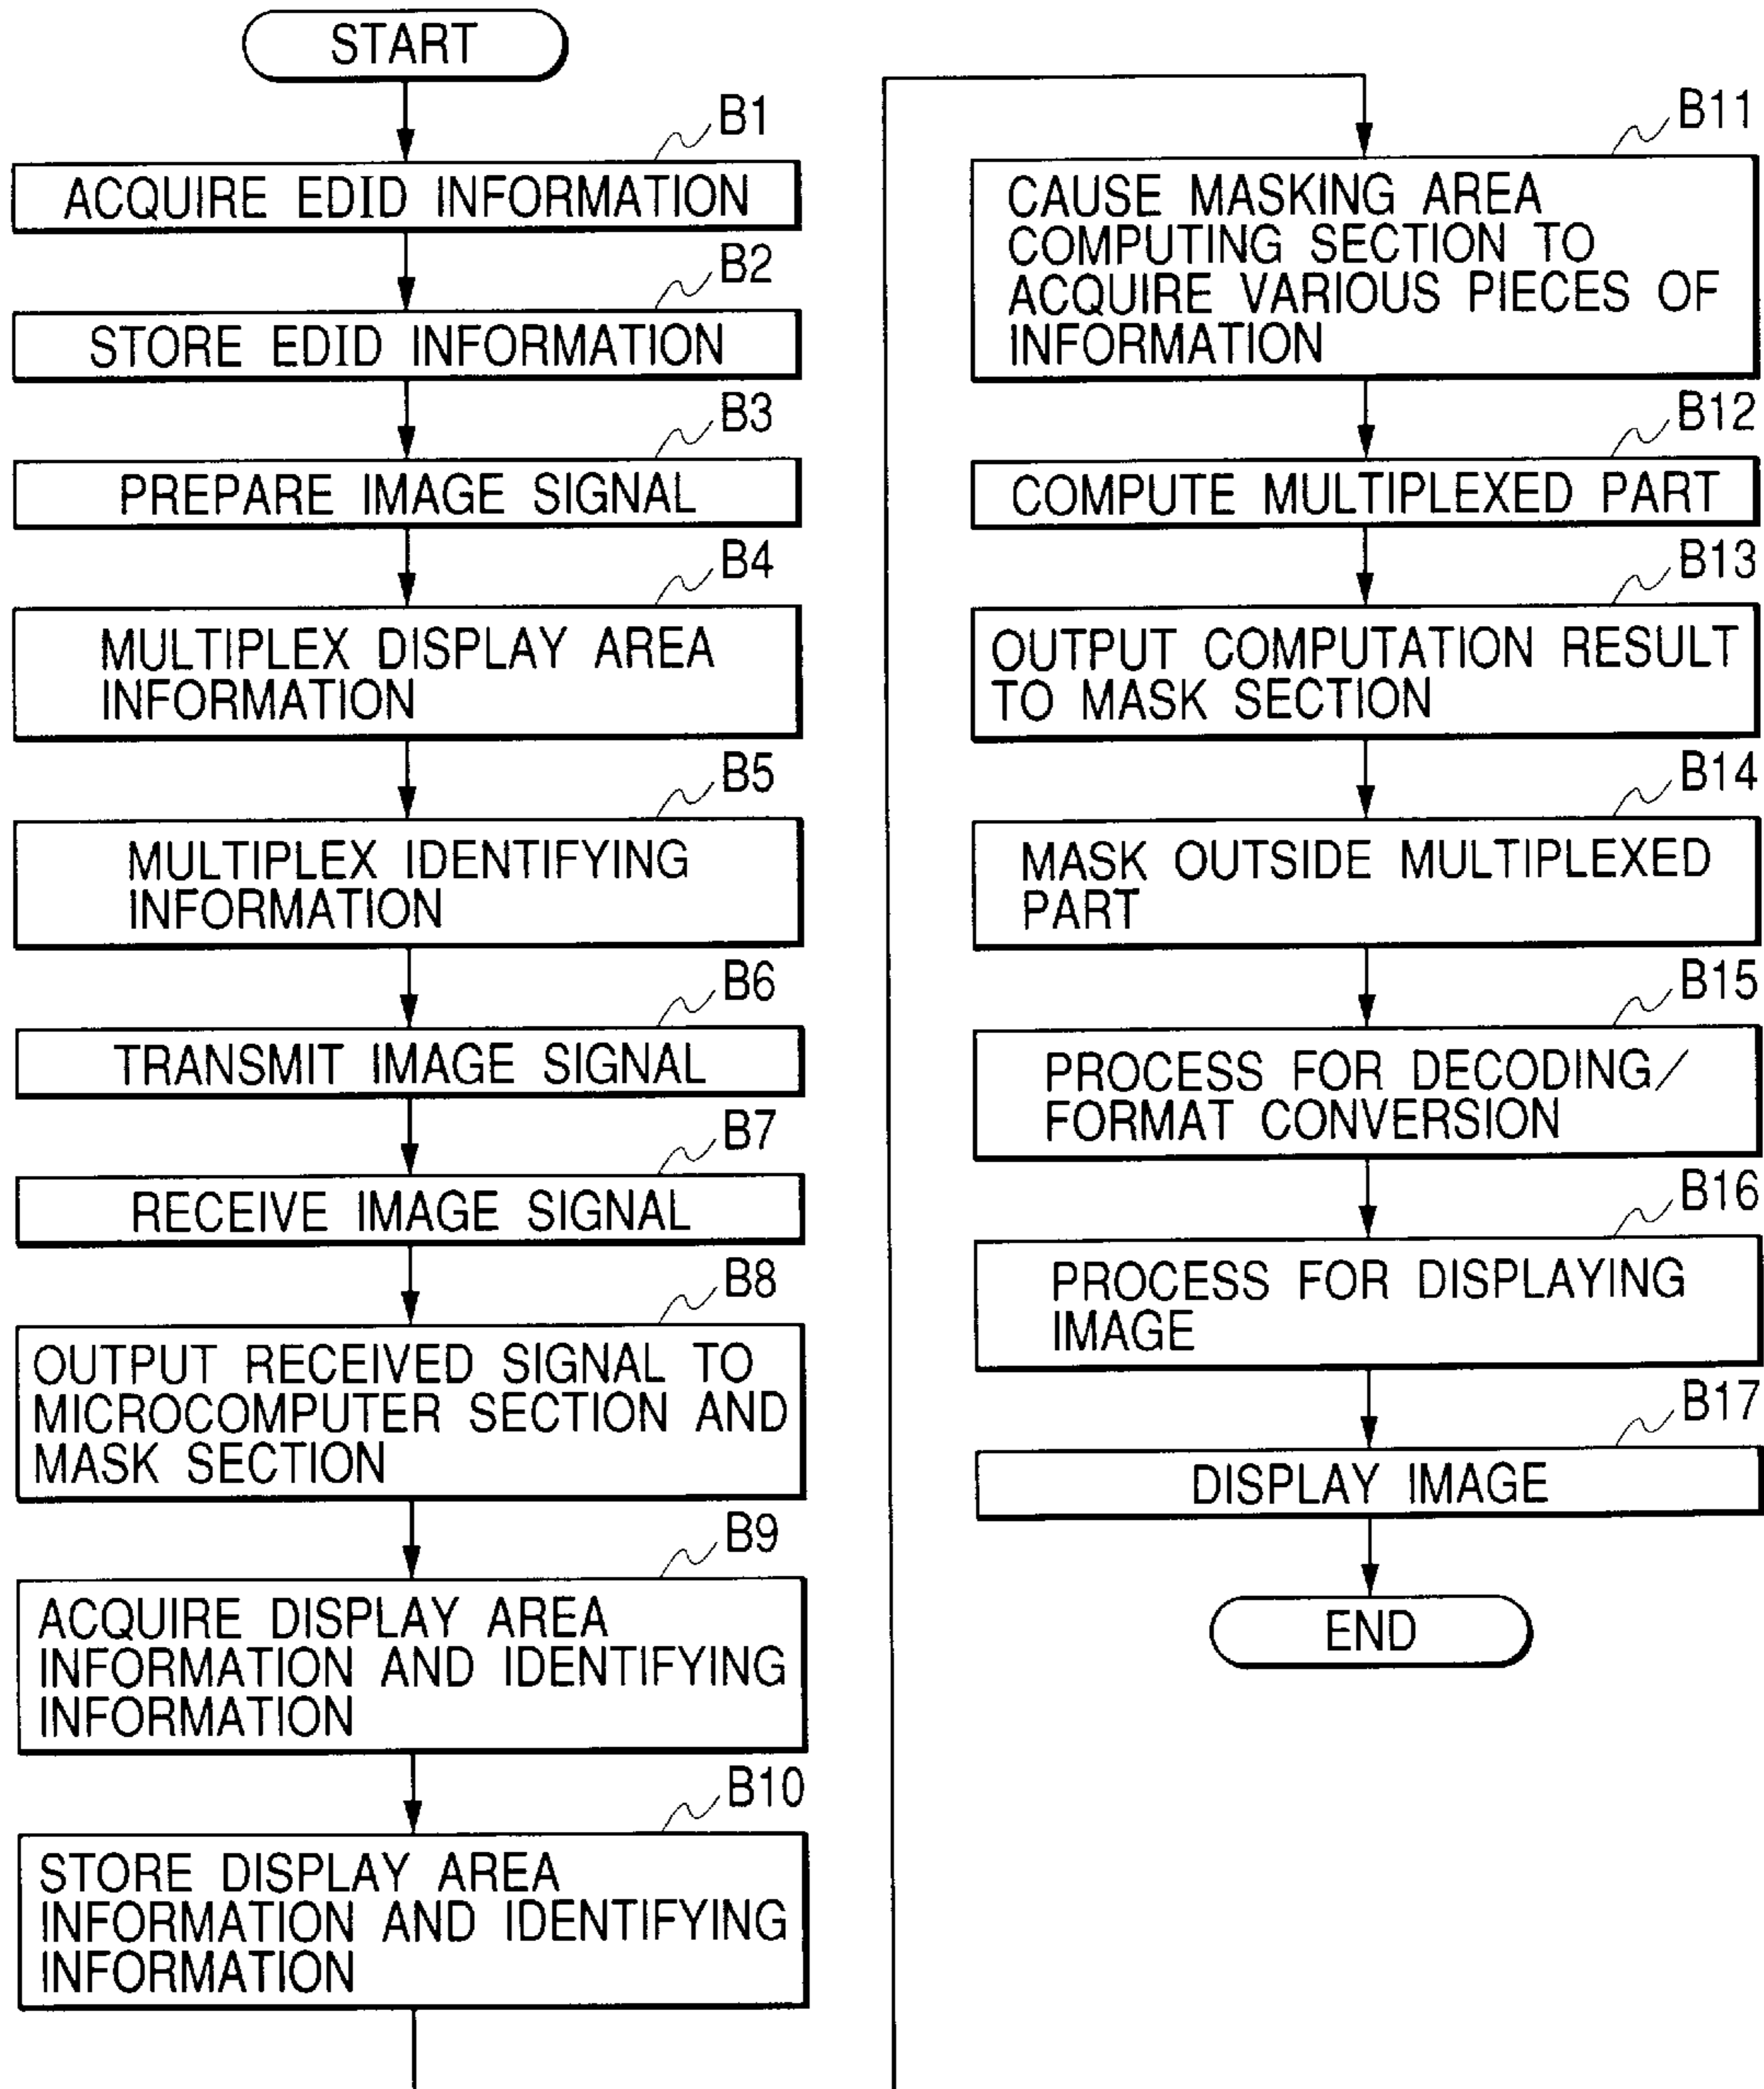 START
B1
ACQUIRE EDID INFORMATION
B2
STORE EDID INFORMATION
B3
PREPARE IMAGE SIGNAL
B4
MULTIPLEX DISPLAY AREA
INFORMATION
B5
MULTIPLEX IDENTIFYING
INFORMATION
B6
TRANSMIT IMAGE SIGNAL
B7
RECEIVE IMAGE SIGNAL
B8
OUTPUT RECEIVED SIGNAL TO
MICROCOMPUTER SECTION AND
MASK SECTION
B9
ACQUIRE DISPLAY AREA
INFORMATION AND IDENTIFYING
INFORMATION
B10
STORE DISPLAY AREA
INFORMATION AND IDENTIFYING
INFORMATION
B11
CAUSE MASKING AREA
COMPUTING SECTION TO
ACQUIRE VARIOUS PIECES OF
INFORMATION
B12
COMPUTE MULTIPLEXED PART
B13
OUTPUT COMPUTATION RESULT
TO MASK SECTION
B14
MASK OUTSIDE MULTIPLEXED
PART
B15
PROCESS FOR DECODING/
FORMAT CONVERSION
B16
PROCESS FOR DISPLAYING
IMAGE
B17
DISPLAY IMAGE
END